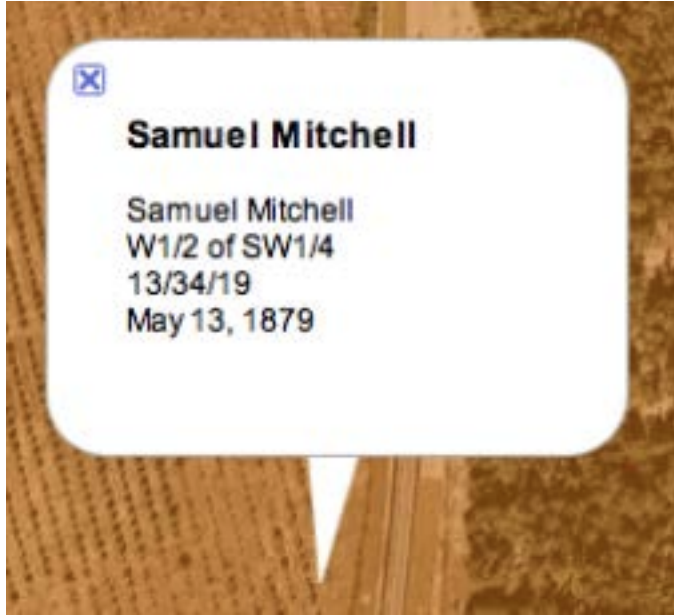 Samuel Mitchell
Samuel Mitchell
W1/2 of SW1/4
13/34/19
May 13, 1879